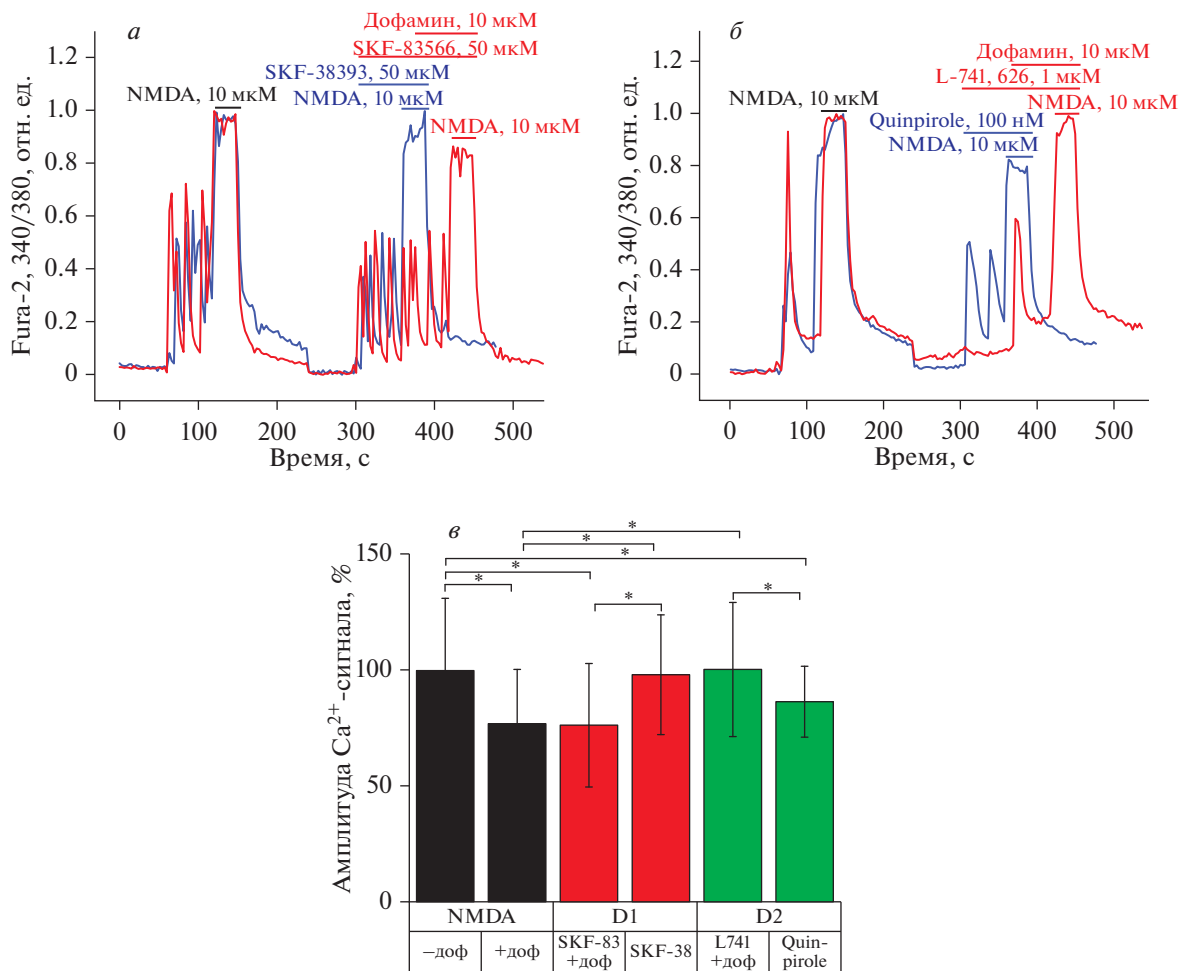 а
Дофамин, 10 мкМ
SKF-83566, 50 мкМ
SKF-38393, 50 мкМ
NMDA, 10 мкМ
NMDA, 10 мкМ
NMDA, 10 мкМ
Fura-2, 340/380, отн. ед.
1.2
1.0
0.8
0.6
0.4
0.2
0
0 100 200 300 400 500
Время, с
б
Дофамин, 10 мкМ
L-741, 626, 1 мкМ
NMDA, 10 мкМ
NMDA, 10 мкМ
Quinpirole, 100 нМ
NMDA, 10 мкМ
Fura-2, 340/380, отн. ед.
1.2
1.0
0.8
0.6
0.4
0.2
0
0 100 200 300 400 500
Время, с
в
*
*
*
*
*
*
*
*
Амплитуда Ca²⁺-сигнала, %
150
100
50
0
NMDA D1 D2
–доф +доф SKF-83 +доф SKF-38 L741 +доф Quin-
pirole